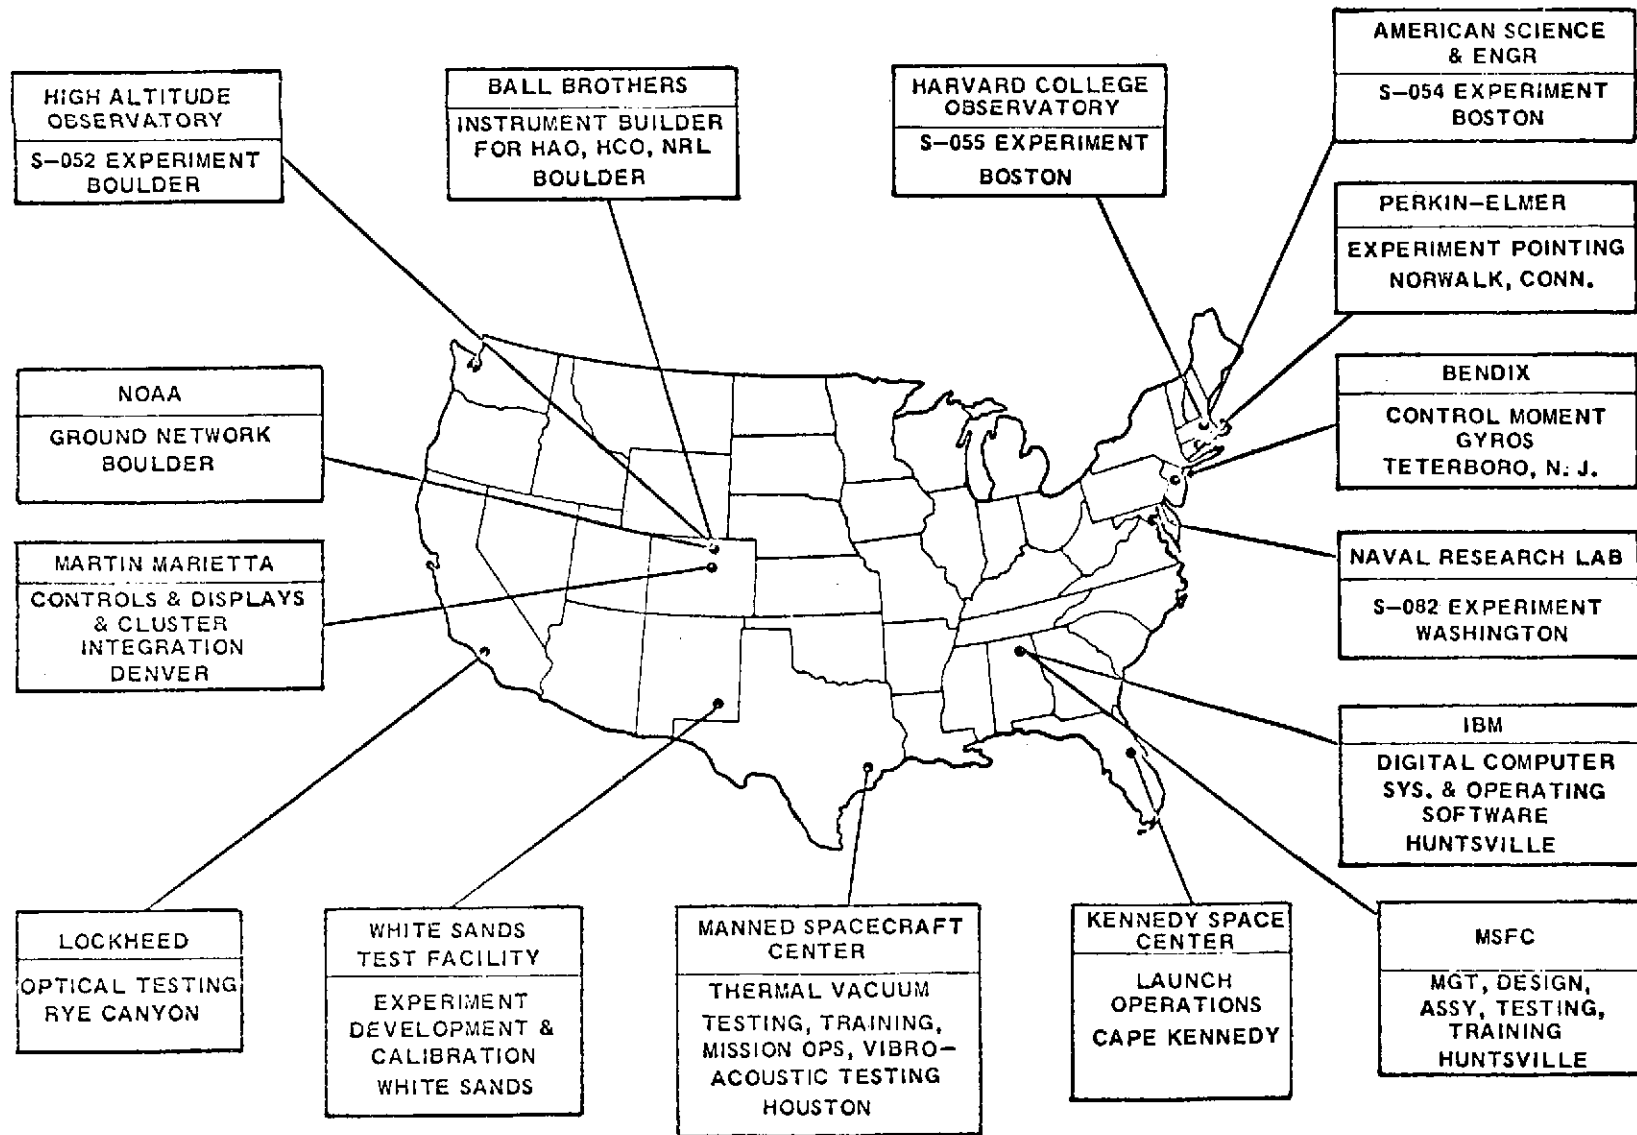 HIGH ALTITUDE
OBSERVATORY
S-052 EXPERIMENT
BOULDER
BALL BROTHERS
INSTRUMENT BUILDER
FOR HAO, HCO, NRL
BOULDER
HARVARD COLLEGE
OBSERVATORY
S-055 EXPERIMENT
BOSTON
AMERICAN SCIENCE
& ENGR
S-054 EXPERIMENT
BOSTON
PERKIN-ELMER
EXPERIMENT POINTING
NORWALK, CONN.
NOAA
GROUND NETWORK
BOULDER
BENDIX
CONTROL MOMENT
GYROS
TETERBORO, N. J.
MARTIN MARIETTA
CONTROLS & DISPLAYS
& CLUSTER
INTEGRATION
DENVER
NAVAL RESEARCH LAB
S-082 EXPERIMENT
WASHINGTON
IBM
DIGITAL COMPUTER
SYS. & OPERATING
SOFTWARE
HUNTSVILLE
LOCKHEED
OPTICAL TESTING
RYE CANYON
WHITE SANDS
TEST FACILITY
EXPERIMENT
DEVELOPMENT &
CALIBRATION
WHITE SANDS
MANNED SPACECRAFT
CENTER
THERMAL VACUUM
TESTING, TRAINING,
MISSION OPS, VIBRO-
ACOUSTIC TESTING
HOUSTON
KENNEDY SPACE
CENTER
LAUNCH
OPERATIONS
CAPE KENNEDY
MSFC
MGT, DESIGN,
ASSY, TESTING,
TRAINING
HUNTSVILLE